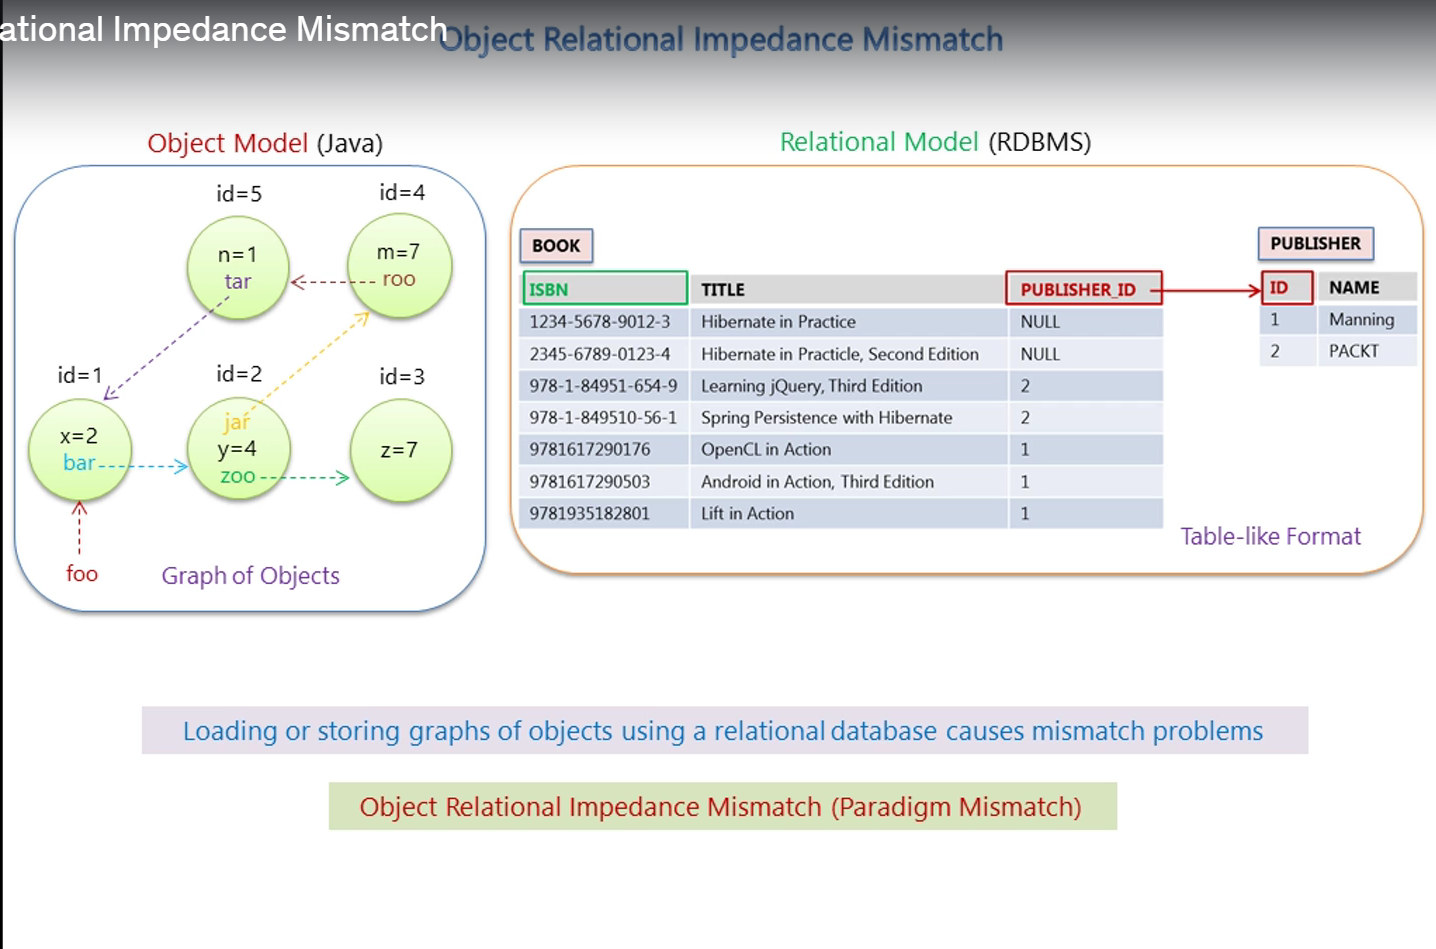 ational Impedance Mismatch
Object Relational Impedance Mismatch
Object Model (Java)
id=5
id=4
n=1
tar
m=7
roo
id=1
id=2
id=3
x=2
bar
jar
y=4
zoo
z=7
foo
Graph of Objects
Relational Model (RDBMS)
BOOK
ISBN TITLE PUBLISHER_ID
1234-5678-9012-3 Hibernate in Practice NULL
2345-6789-0123-4 Hibernate in Practicle, Second Edition NULL
978-1-84951-654-9 Learning jQuery, Third Edition 2
978-1-849510-56-1 Spring Persistence with Hibernate 2
9781617290176 OpenCL in Action 1
9781617290503 Android in Action, Third Edition 1
9781935182801 Lift in Action 1
PUBLISHER
ID NAME
1 Manning
2 PACKT
Table-like Format
Loading or storing graphs of objects using a relational database causes mismatch problems
Object Relational Impedance Mismatch (Paradigm Mismatch)